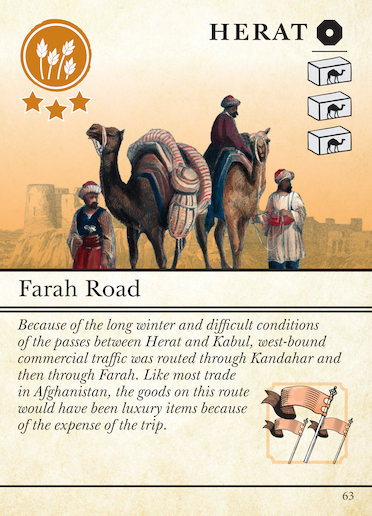 HERAT
Farah Road
Because of the long winter and difficult conditions
of the passes between Herat and Kabul, west-bound
commercial traffic was routed through Kandahar and
then through Farah. Like most trade
in Afghanistan, the goods on this route
would have been luxury items because
of the expense of the trip.
63